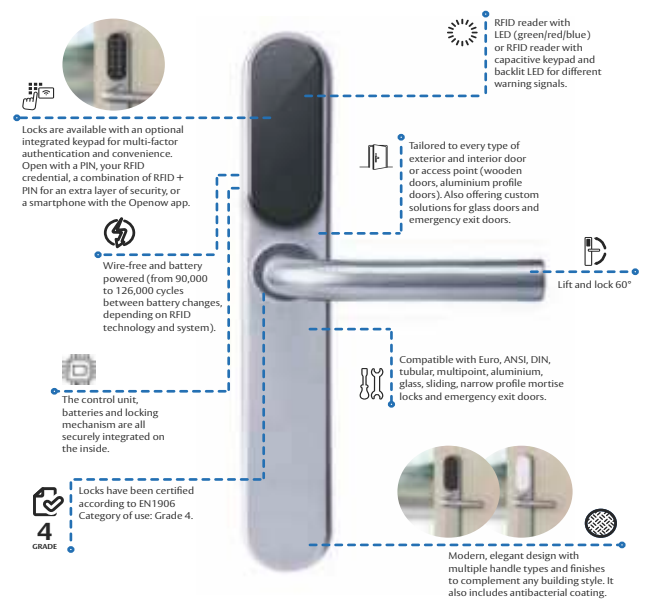 RFID reader with
LED (green/red/blue)
or RFID reader with
capacitive keypad and
backlit LED for different
warning signals.
Locks are available with an optional
integrated keypad for multi-factor
authentication and convenience.
Open with a PIN, your RFID
credential, a combination of RFID +
PIN for an extra layer of security, or
a smartphone with the Openow app.
Tailored to every type of
exterior and interior door
or access point (wooden
doors, aluminium profile
doors). Also offering custom
solutions for glass doors and
emergency exit doors.
Wire-free and battery
powered (from 90,000
to 126,000 cycles
between battery changes,
depending on RFID
technology and system).
Lift and lock 60°
Compatible with Euro, ANSI, DIN,
tubular, multipoint, aluminium,
glass, sliding, narrow profile mortise
locks and emergency exit doors.
The control unit,
batteries and locking
mechanism are all
securely integrated on
the inside.
Locks have been certified
according to EN1906
Category of use: Grade 4.
4
GRADE
Modern, elegant design with
multiple handle types and finishes
to complement any building style. It
also includes antibacterial coating.